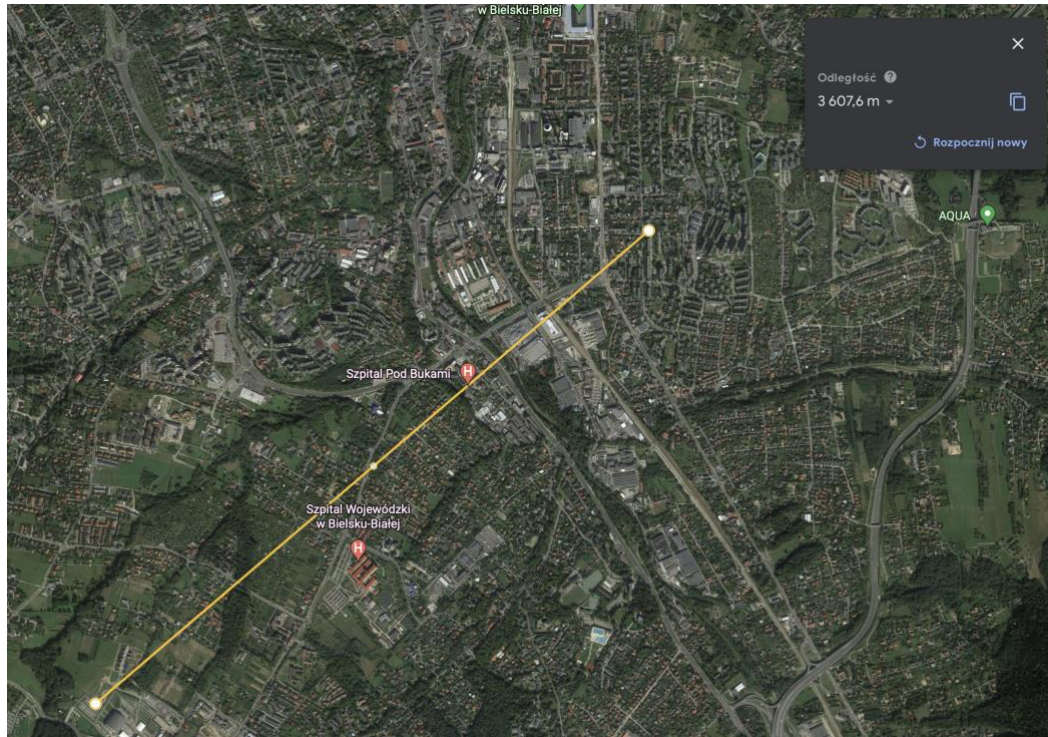 w Bielsku-Białej
Odległość ?
3 607,6 m
Rozpocznij nowy
AQUA
Szpital Pod Bukami H
Szpital Wojewódzki
w Bielsku-Białej
H